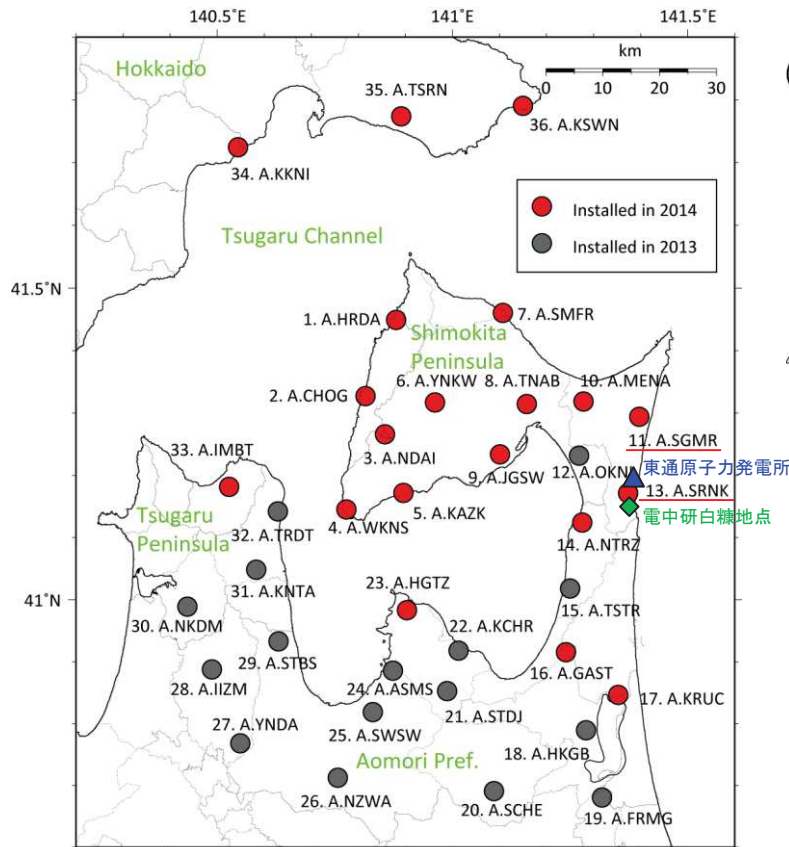 140.5°E
141°E
141.5°E
Hokkaido
km
0 10 20 30
35. A.TSRN
36. A.KSWN
34. A.KKNI
Installed in 2014
Installed in 2013
Tsugaru Channel
41.5°N
7. A.SMFR
1. A.HRDA
Shimokita
Peninsula
6. A.YNKW
8. A.TNAB
10. A.MENA
2. A.CHOG
11. A.SGMR
3. A.NDAI
33. A.IMBT
9. A.JGSW
東通原子力発電所
13. A.SRNK
5. A.KAZK
4. A.WKNS
電中研白糠地点
Tsugaru
Peninsula
32. A.TRDT
14. A.NTRZ
31. A.KNTA
23. A.HGTZ
15. A.TSTR
41°N
30. A.NKDM
22. A.KCHR
29. A.STBS
16. A.GAST
28. A.IIZM
24. A.ASMS
17. A.KRUC
21. A.STDJ
27. A.YNDA
25. A.SWSW
18. A.HKGB
Aomori Pref.
26. A.NZWA
20. A.SCHE
19. A.FRMG